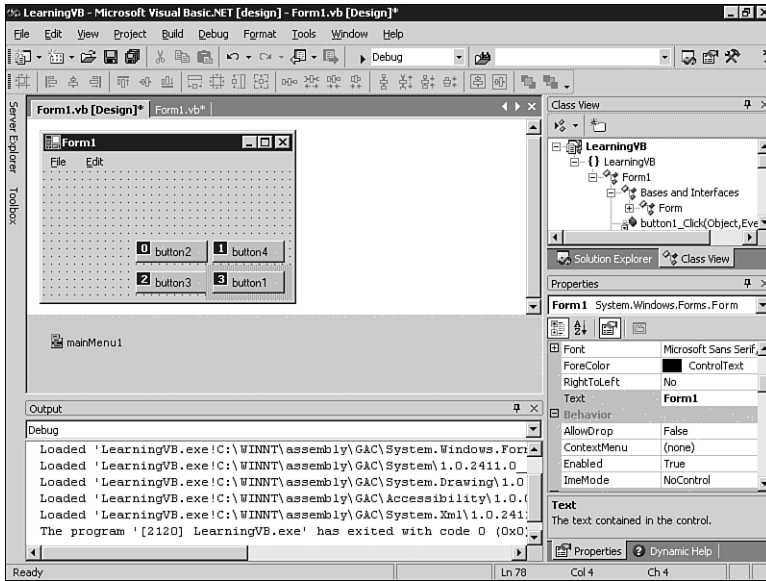 LearningVB - Microsoft Visual Basic.NET [design] - Form1.vb [Design]*
File Edit View Project Build Debug Format Tools Window Help
Debug
Server Explorer
Toolbox
Form1.vb [Design]* Form1.vb*
Form1
File Edit
0 button2 1 button4
2 button3 3 button1
mainMenu1
Output
Debug
Loaded 'LearningVB.exe!C:\WINNT\assembly\GAC\System.Windows.For
Loaded 'LearningVB.exe!C:\WINNT\assembly\GAC\System\1.0.2411.0_
Loaded 'LearningVB.exe!C:\WINNT\assembly\GAC\System.Drawing\1.0
Loaded 'LearningVB.exe!C:\WINNT\assembly\GAC\Accessibility\1.0.
Loaded 'LearningVB.exe!C:\WINNT\assembly\GAC\System.Xml\1.0.241
The program '[2120] LearningVB.exe' has exited with code 0 (0x0
Class View
LearningVB
{} LearningVB
Form1
Bases and Interfaces
Form
button1_Click(Object,Eve
Solution Explorer Class View
Properties
Form1 System.Windows.Forms.Form
Font Microsoft Sans Serif,
ForeColor ControlText
RightToLeft No
Text Form1
Behavior
AllowDrop False
ContextMenu (none)
Enabled True
ImeMode NoControl
Text
The text contained in the control.
Properties Dynamic Help
Ready Ln 78 Col 4 Ch 4